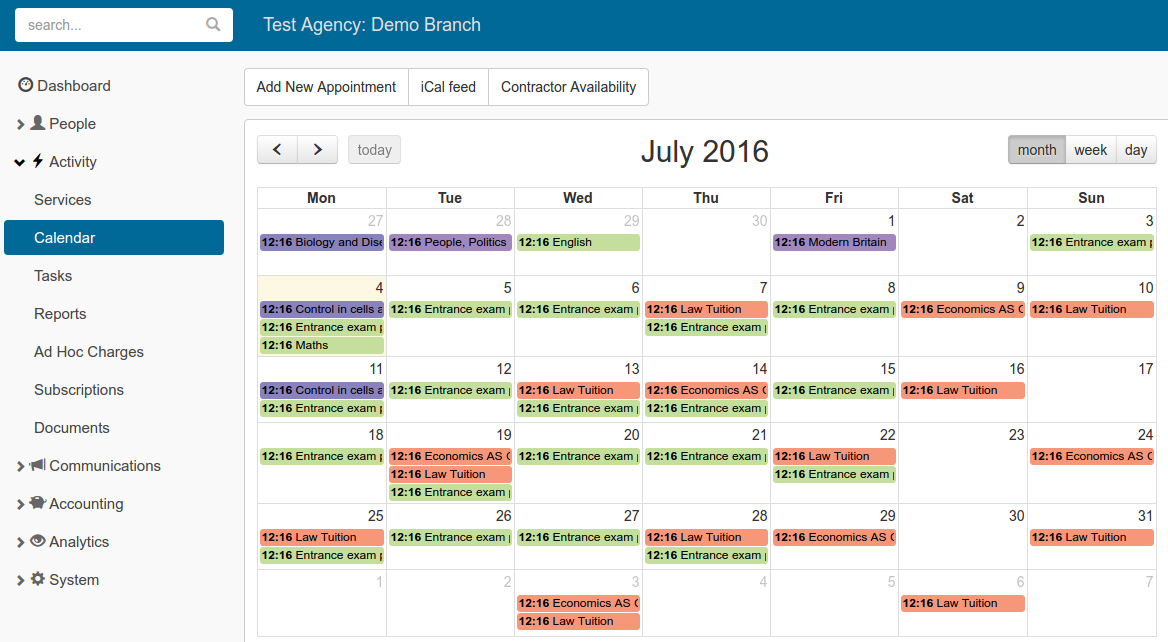 search...
Test Agency: Demo Branch
Dashboard
People
Activity
Services
Calendar
Tasks
Reports
Ad Hoc Charges
Subscriptions
Documents
Communications
Accounting
Analytics
System
Add New Appointment iCal feed Contractor Availability
today July 2016 month week day
Mon Tue Wed Thu Fri Sat Sun
27 28 29 30 1 2 3
12:16 Biology and Dise 12:16 People, Politics 12:16 English 12:16 Modern Britain 12:16 Entrance exam p
4 5 6 7 8 9 10
12:16 Control in cells a 12:16 Entrance exam 12:16 Entrance exam 12:16 Law Tuition 12:16 Entrance exam 12:16 Economics AS 12:16 Law Tuition
12:16 Entrance exam p 12:16 Entrance exam
12:16 Maths
11 12 13 14 15 16 17
12:16 Control in cells a 12:16 Entrance exam 12:16 Law Tuition 12:16 Economics AS 12:16 Entrance exam 12:16 Law Tuition
12:16 Entrance exam p 12:16 Entrance exam 12:16 Entrance exam
18 19 20 21 22 23 24
12:16 Entrance exam p 12:16 Economics AS 12:16 Entrance exam 12:16 Entrance exam 12:16 Law Tuition 12:16 Economics AS
12:16 Law Tuition 12:16 Entrance exam
12:16 Entrance exam
25 26 27 28 29 30 31
12:16 Law Tuition 12:16 Entrance exam 12:16 Entrance exam 12:16 Law Tuition 12:16 Economics AS 12:16 Law Tuition
12:16 Entrance exam p 12:16 Entrance exam
1 2 3 4 5 6 7
12:16 Economics AS 12:16 Law Tuition
12:16 Law Tuition